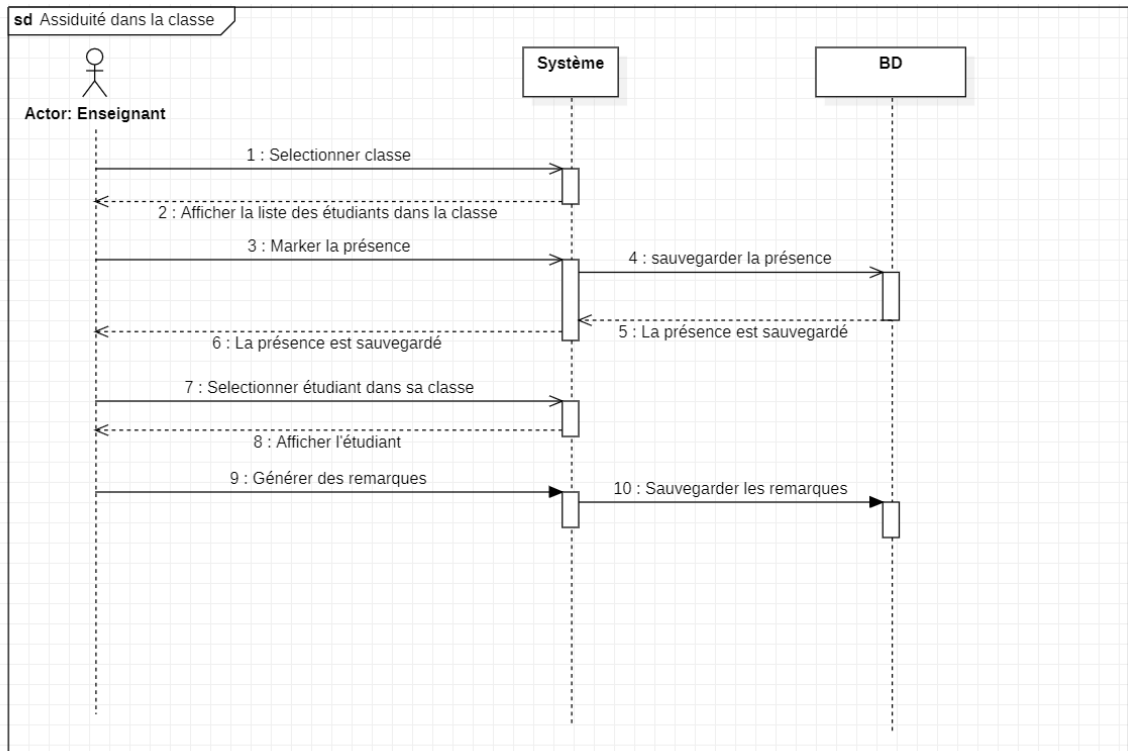 sd Assiduité dans la classe
Système
BD
Actor: Enseignant
1 : Selectionner classe
2 : Afficher la liste des étudiants dans la classe
3 : Marker la présence
4 : sauvegarder la présence
5 : La présence est sauvegardé
6 : La présence est sauvegardé
7 : Selectionner étudiant dans sa classe
8 : Afficher l'étudiant
9 : Générer des remarques
10 : Sauvegarder les remarques